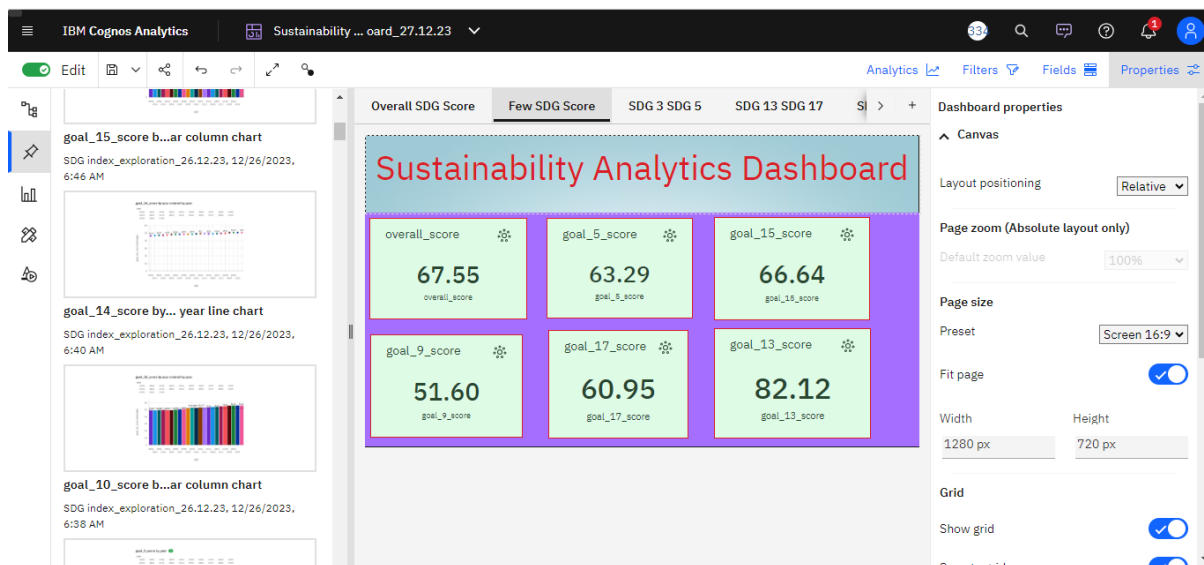 IBM Cognos Analytics
Sustainability ... oard_27.12.23
334
1
Edit
Analytics
Filters
Fields
Properties
goal_15_score b...ar column chart
SDG index_exploration_26.12.23, 12/26/2023,
6:46 AM
goal_14_score by... year line chart
SDG index_exploration_26.12.23, 12/26/2023,
6:40 AM
goal_10_score b...ar column chart
SDG index_exploration_26.12.23, 12/26/2023,
6:38 AM
Overall SDG Score
Few SDG Score
SDG 3 SDG 5
SDG 13 SDG 17
Sustainability Analytics Dashboard
overall_score
67.55
overall_score
goal_5_score
63.29
goal_5_score
goal_15_score
66.64
goal_15_score
goal_9_score
51.60
goal_9_score
goal_17_score
60.95
goal_17_score
goal_13_score
82.12
goal_13_score
Dashboard properties
Canvas
Layout positioning
Relative
Page zoom (Absolute layout only)
Default zoom value
100%
Page size
Preset
Screen 16:9
Fit page
Width
Height
1280 px
720 px
Grid
Show grid